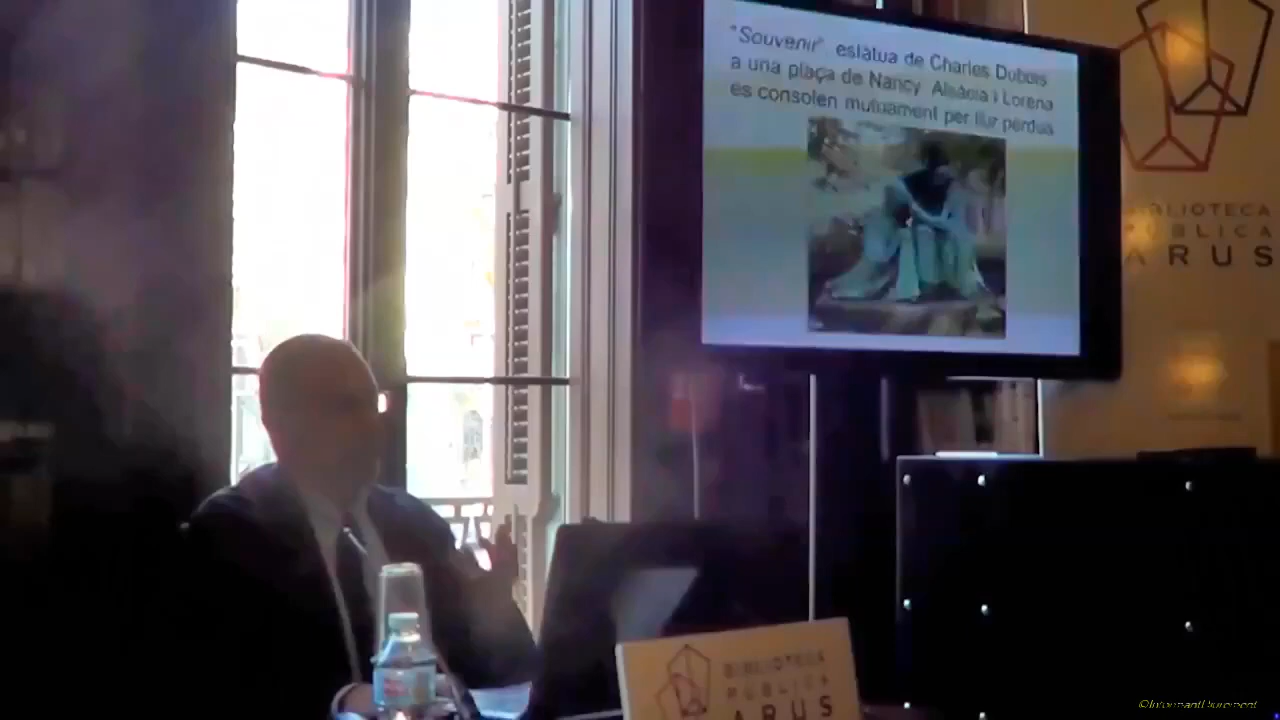 "Souvenir" estàtua de Charles Dubois
a una plaça de Nancy Alsàcia i Lorena
es consolen mutuament per llur pèrdua
BIBLIOTECA
PÚBLICA
ARUS
BIBLIOTECA
PÚBLICA
ARUS